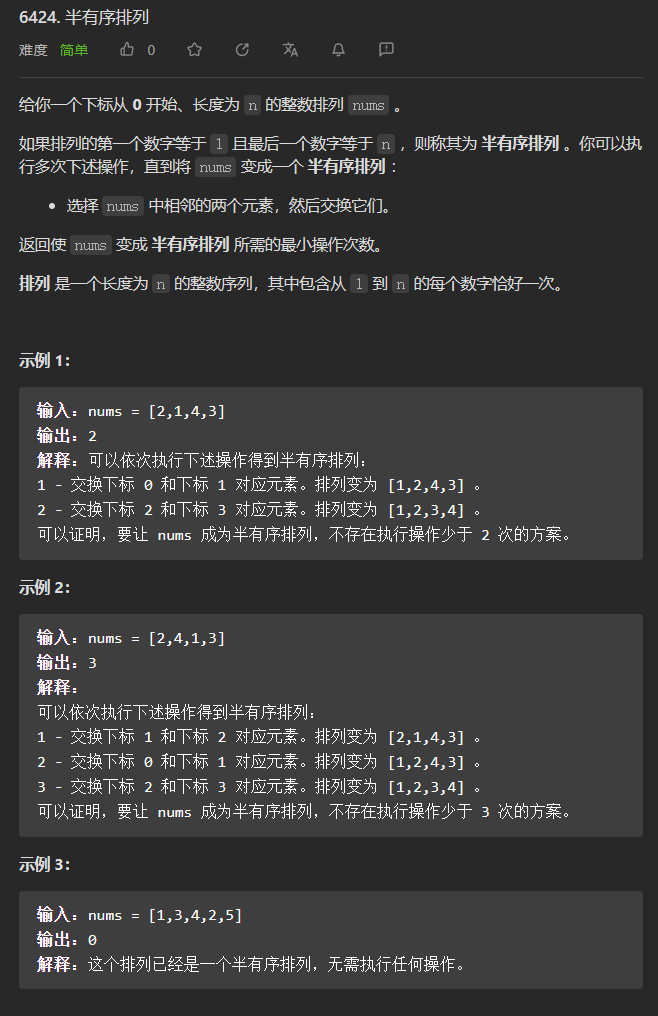 6424. 半有序排列
难度 简单 0
给你一个下标从 0 开始、长度为 n 的整数排列 nums 。
如果排列的第一个数字等于 1 且最后一个数字等于 n ，则称其为 半有序排列 。你可以执
行多次下述操作，直到将 nums 变成一个 半有序排列 ：
• 选择 nums 中相邻的两个元素，然后交换它们。
返回使 nums 变成 半有序排列 所需的最小操作次数。
排列 是一个长度为 n 的整数序列，其中包含从 1 到 n 的每个数字恰好一次。
示例 1：
输入：nums = [2,1,4,3]
输出：2
解释：可以依次执行下述操作得到半有序排列：
1 - 交换下标 0 和下标 1 对应元素。排列变为 [1,2,4,3] 。
2 - 交换下标 2 和下标 3 对应元素。排列变为 [1,2,3,4] 。
可以证明，要让 nums 成为半有序排列，不存在执行操作少于 2 次的方案。
示例 2：
输入：nums = [2,4,1,3]
输出：3
解释：
可以依次执行下述操作得到半有序排列：
1 - 交换下标 1 和下标 2 对应元素。排列变为 [2,1,4,3] 。
2 - 交换下标 0 和下标 1 对应元素。排列变为 [1,2,4,3] 。
3 - 交换下标 2 和下标 3 对应元素。排列变为 [1,2,3,4] 。
可以证明，要让 nums 成为半有序排列，不存在执行操作少于 3 次的方案。
示例 3：
输入：nums = [1,3,4,2,5]
输出：0
解释：这个排列已经是一个半有序排列，无需执行任何操作。